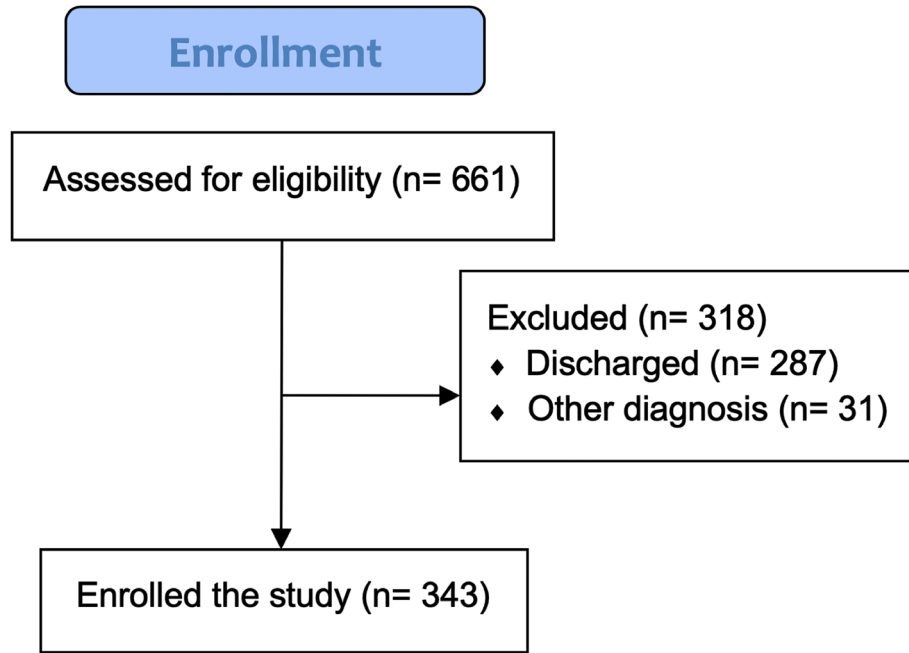 Enrollment
Assessed for eligibility (n= 661)
Excluded (n= 318)
♦ Discharged (n= 287)
♦ Other diagnosis (n= 31)
Enrolled the study (n= 343)